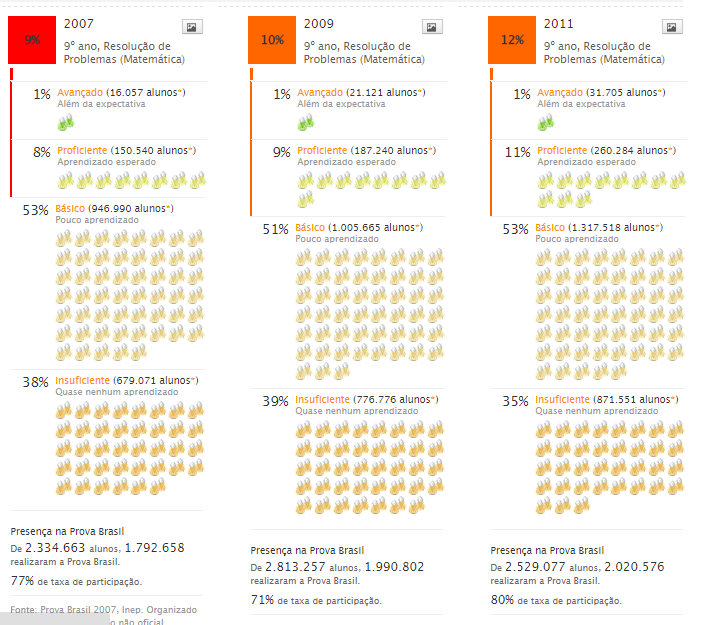 9%
2007
9º ano, Resolução de
Problemas (Matemática)
1%
Avançado (16.057 alunos*)
Além da expectativa
8%
Proficiente (150.540 alunos*)
Aprendizado esperado
53%
Básico (946.990 alunos*)
Pouco aprendizado
38%
Insuficiente (679.071 alunos*)
Quase nenhum aprendizado
Presença na Prova Brasil
De 2.334.663 alunos, 1.792.658
realizaram a Prova Brasil.
77% de taxa de participação.
Fonte: Prova Brasil 2007, Inep. Organizado
não oficial
10%
2009
9º ano, Resolução de
Problemas (Matemática)
1%
Avançado (21.121 alunos*)
Além da expectativa
9%
Proficiente (187.240 alunos*)
Aprendizado esperado
51%
Básico (1.005.665 alunos*)
Pouco aprendizado
39%
Insuficiente (776.776 alunos*)
Quase nenhum aprendizado
Presença na Prova Brasil
De 2.813.257 alunos, 1.990.802
realizaram a Prova Brasil.
71% de taxa de participação.
12%
2011
9º ano, Resolução de
Problemas (Matemática)
1%
Avançado (31.705 alunos*)
Além da expectativa
11%
Proficiente (260.284 alunos*)
Aprendizado esperado
53%
Básico (1.317.518 alunos*)
Pouco aprendizado
35%
Insuficiente (871.551 alunos*)
Quase nenhum aprendizado
Presença na Prova Brasil
De 2.529.077 alunos, 2.020.576
realizaram a Prova Brasil.
80% de taxa de participação.